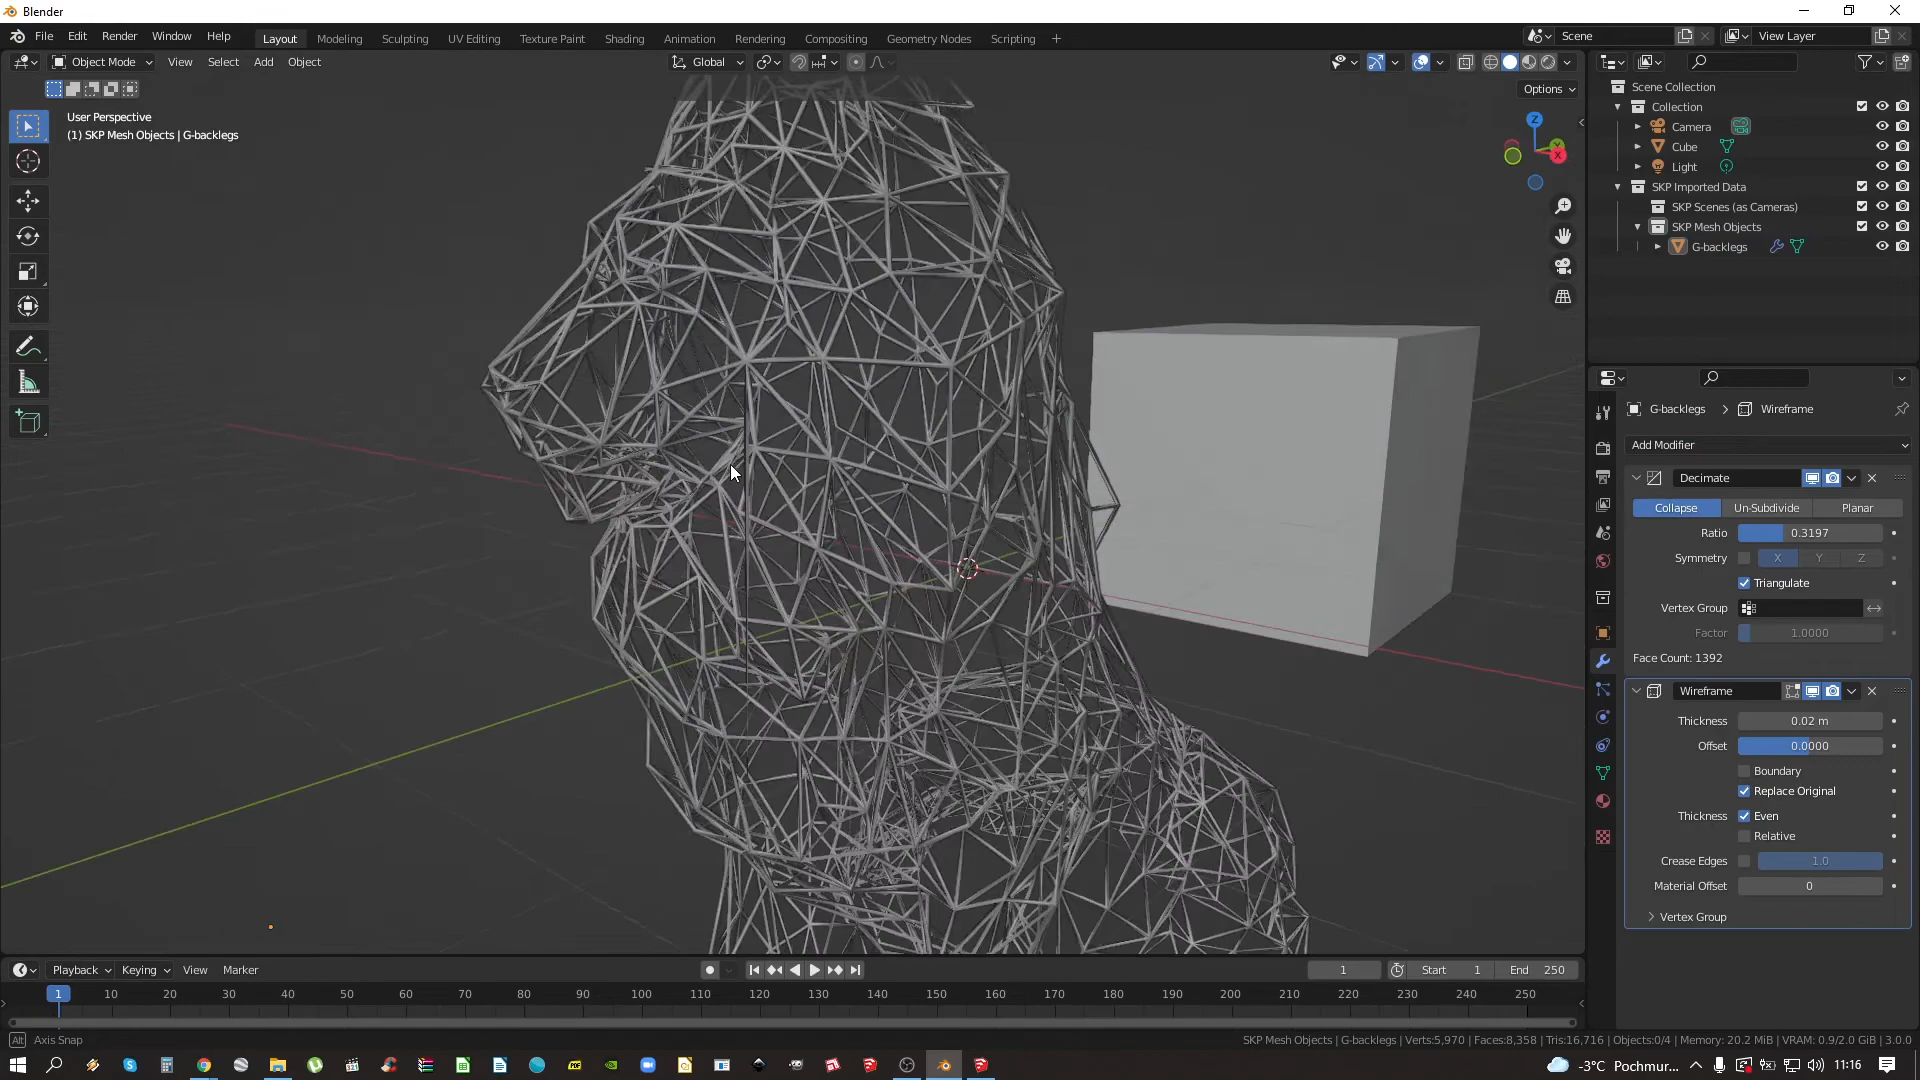 Blender
File Edit Render Window Help
Layout Modeling Sculpting UV Editing Texture Paint Shading Animation Rendering Compositing Geometry Nodes Scripting +
Scene
View Layer
Object Mode View Select Add Object
Global
Options
User Perspective
(1) SKP Mesh Objects | G-backlegs
Z
Y
X
Scene Collection
Collection
Camera
Cube
Light
SKP Imported Data
SKP Scenes (as Cameras)
SKP Mesh Objects
G-backlegs
G-backlegs > Wireframe
Add Modifier
Decimate
Collapse Un-Subdivide Planar
Ratio 0.3197
Symmetry X Y Z
Triangulate
Vertex Group
Factor 1.0000
Face Count: 1392
Wireframe
Thickness 0.02 m
Offset 0.0000
Boundary
Replace Original
Thickness Even
Relative
Crease Edges 1.0
Material Offset 0
Vertex Group
Playback Keying View Marker
1 Start 1 End 250
1 10 20 30 40 50 60 70 80 90 100 110 120 130 140 150 160 170 180 190 200 210 220 230 240 250
Alt Axis Snap
SKP Mesh Objects | G-backlegs | Verts:5,970 | Faces:8,358 | Tris:16,716 | Objects:0/4 | Memory: 20.2 MiB | VRAM: 0.9/2.0 GiB | 3.0.0
-3°C Pochmur... 11:16